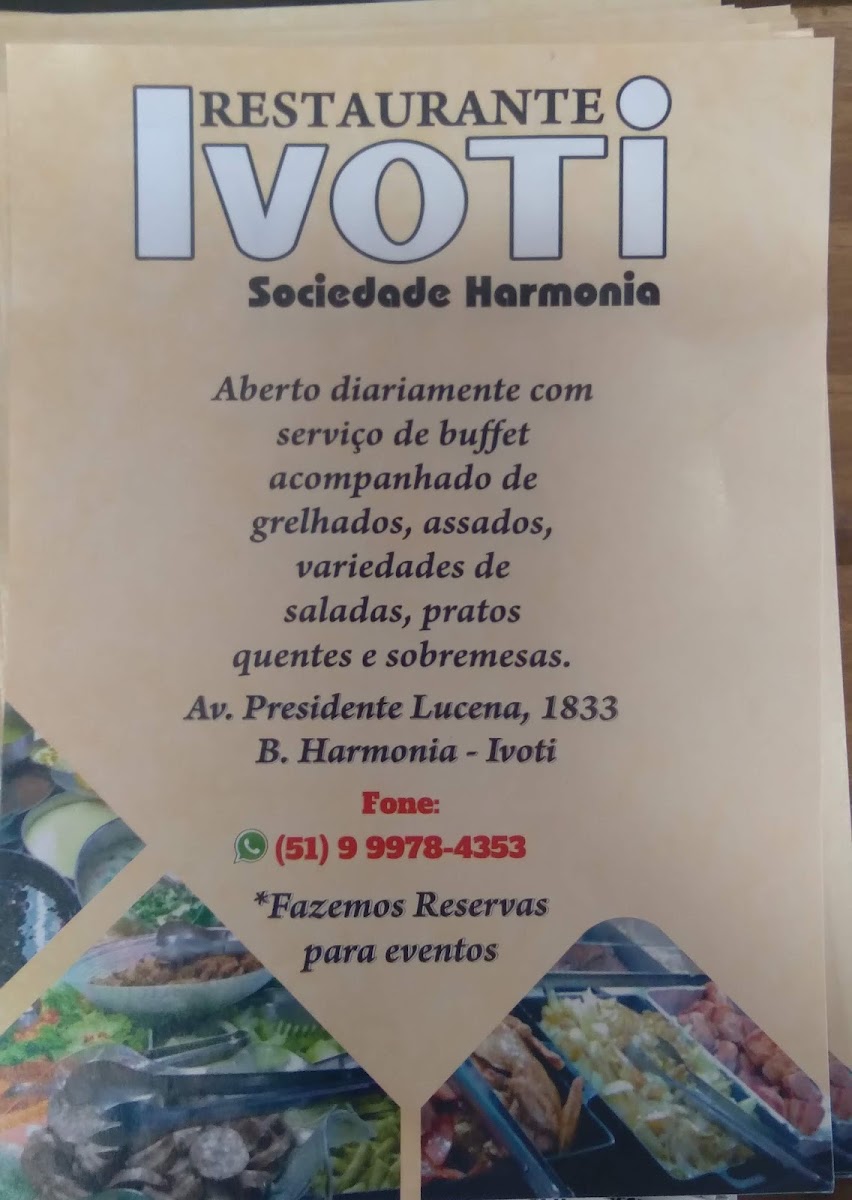 RESTAURANTE
IVOTI
Sociedade Harmonia
Aberto diariamente com
serviço de buffet
acompanhado de
grelhados, assados,
variedades de
saladas, pratos
quentes e sobremesas.
Av. Presidente Lucena, 1833
B. Harmonia - Ivoti
Fone:
(51) 9 9978-4353
*Fazemos Reservas
para eventos